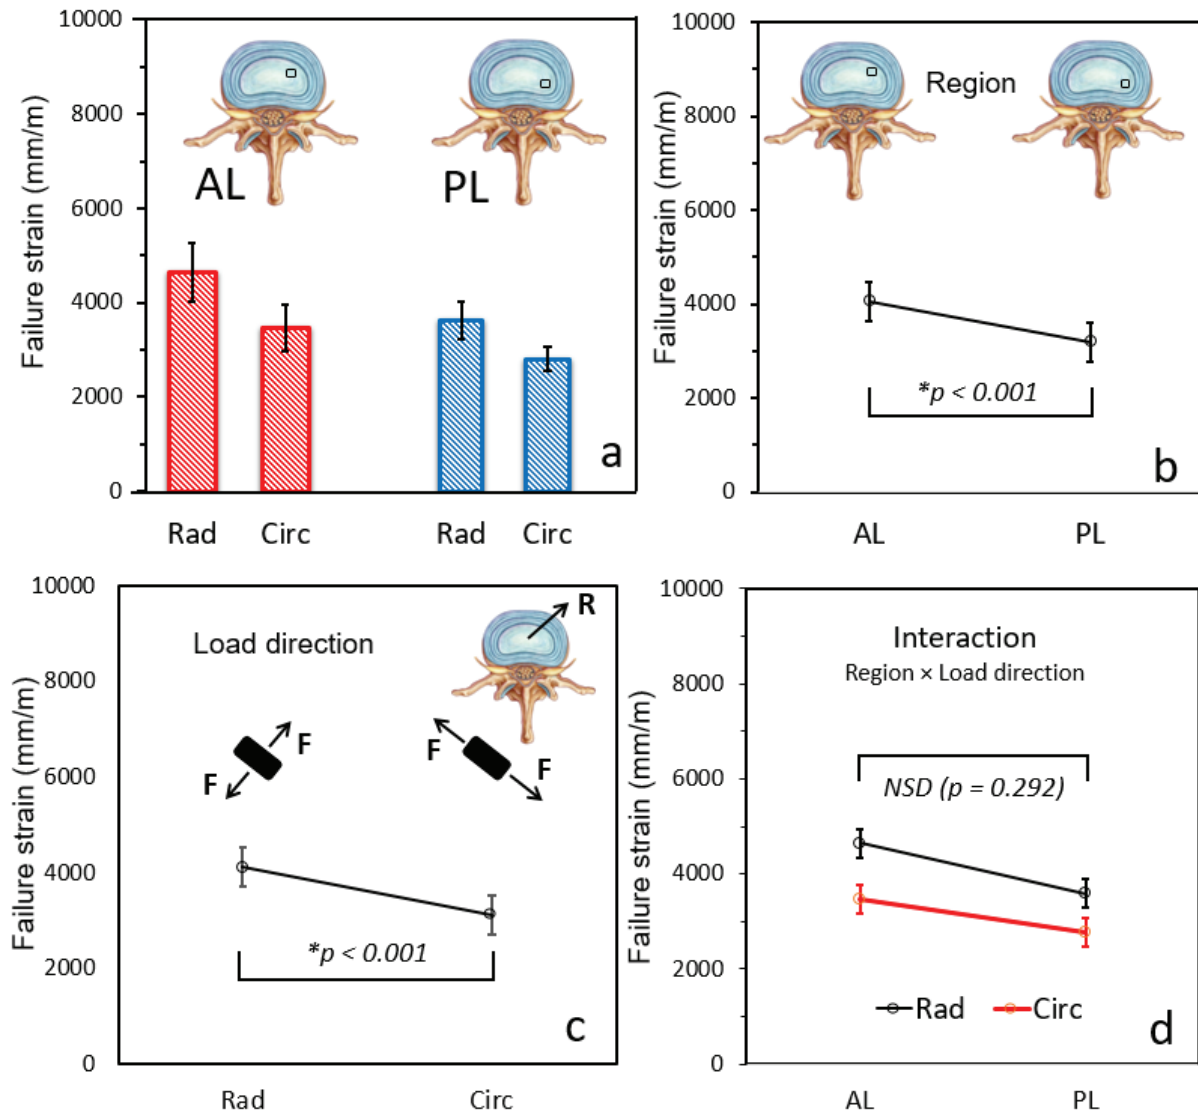 10000
8000
6000
4000
2000
0
Failure strain (mm/m)
AL
PL
Rad
Circ
Rad
Circ
a
10000
8000
6000
4000
2000
0
Failure strain (mm/m)
Region
*p < 0.001
AL
PL
b
10000
8000
6000
4000
2000
0
Failure strain (mm/m)
Load direction
R
F
F
F
F
*p < 0.001
Rad
Circ
c
10000
8000
6000
4000
2000
0
Failure strain (mm/m)
Interaction
Region × Load direction
NSD (p = 0.292)
Rad
Circ
AL
PL
d